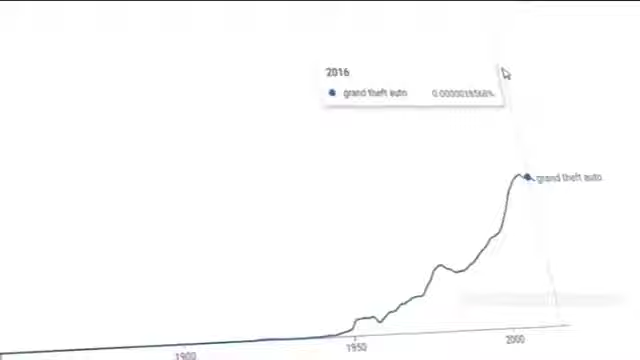 2016
grand theft auto
grand theft auto
1900
1950
2000